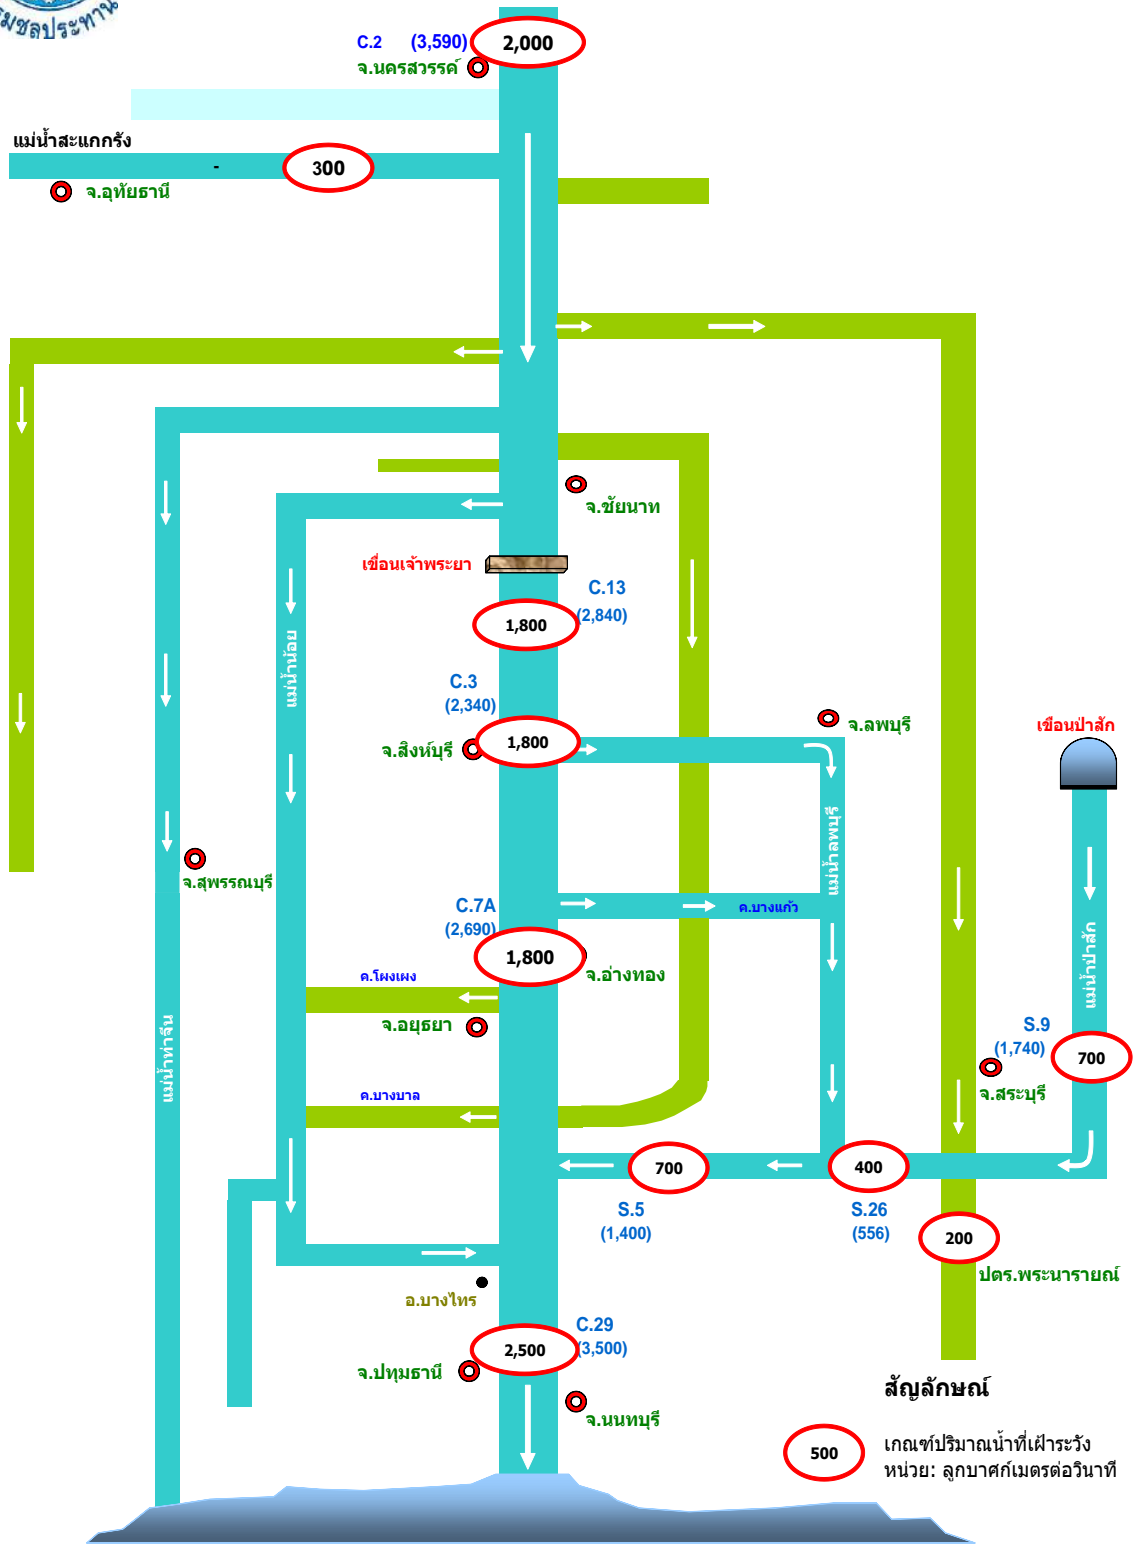 รมชลประทาน
C.2 (3,590) 2,000
จ.นครสวรรค์
แม่น้ำสะแกกรัง
- 300
จ.อุทัยธานี
จ.ชัยนาท
เขื่อนเจ้าพระยา
C.13
(2,840)
1,800
แม่น้ำน้อย
C.3
(2,340)
1,800
จ.สิงห์บุรี
จ.ลพบุรี
เขื่อนป่าสัก
แม่น้ำลพบุรี
จ.สุพรรณบุรี
C.7A
(2,690)
ค.บางแก้ว
1,800
จ.อ่างทอง
ค.โผงเผง
จ.อยุธยา
แม่น้ำป่าสัก
แม่น้ำท่าจีน
S.9
(1,740)
700
จ.สระบุรี
ค.บางบาล
700
400
S.5
(1,400)
S.26
(556)
200
ปตร.พระนารายณ์
อ.บางไทร
C.29
(3,500)
2,500
จ.ปทุมธานี
จ.นนทบุรี
สัญลักษณ์
500
เกณฑ์ปริมาณน้ำที่เฝ้าระวัง
หน่วย: ลูกบาศก์เมตรต่อวินาที